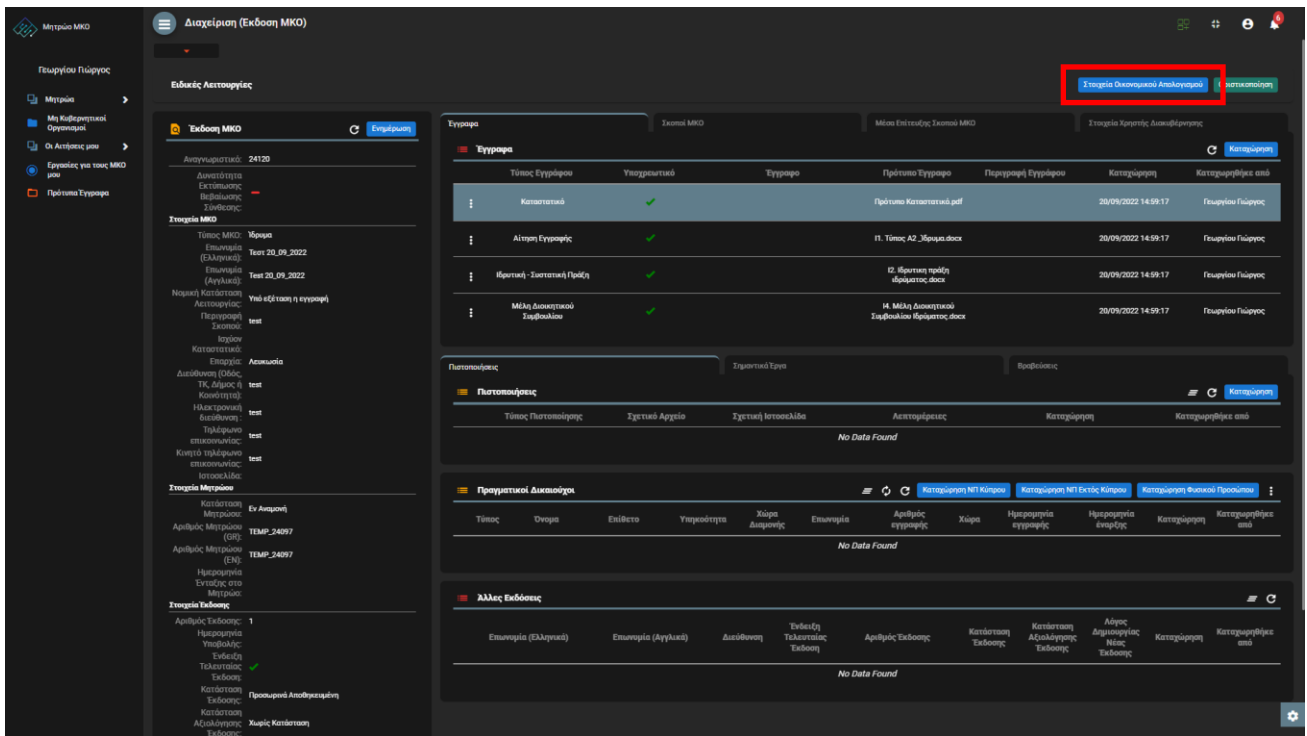 Μητρώο ΜΚΟ
Διαχείριση (Έκδοση ΜΚΟ)
6
Γεωργίου Γιώργος
Μητρώα
Μη Κυβερνητικοί
Οργανισμοί
Οι Αιτήσεις μου
Εργασίες για τους ΜΚΟ
μου
Πρότυπα Έγγραφα
Ειδικές Λειτουργίες
Στοιχεία Οικονομικού Απολογισμού
Οριστικοποίηση
Έκδοση ΜΚΟ
Ενημέρωση
Αναγνωριστικό: 24120
Δυνατότητα
Εκτύπωσης
Βεβαίωσης
Σύνθεσης:
Στοιχεία ΜΚΟ
Τύπος ΜΚΟ: Ίδρυμα
Επωνυμία
(Ελληνικά): Τεστ 20_09_2022
Επωνυμία
(Αγγλικά): Test 20_09_2022
Νομική Κατάσταση
Λειτουργίας: Υπό εξέταση η εγγραφή
Περιγραφή
Σκοπού: test
Ισχύον
Καταστατικό:
Επαρχία: Λευκωσία
Διεύθυνση (Οδός,
ΤΚ, Δήμος ή
Κοινότητα): test
Ηλεκτρονική
διεύθυνση : test
Τηλέφωνο
επικοινωνίας: test
Κινητό τηλέφωνο
επικοινωνίας: test
Ιστοσελίδα:
Στοιχεία Μητρώου
Κατάσταση
Μητρώου: Εν Αναμονή
Αριθμός Μητρώου
(GR): TEMP_24097
Αριθμός Μητρώου
(EN): TEMP_24097
Ημερομηνία
Ένταξης στο
Μητρώο:
Στοιχεία Έκδοσης
Αριθμός Έκδοσης: 1
Ημερομηνία
Υποβολής:
Ένδειξη
Τελευταίας
Έκδοση:
Κατάσταση
Έκδοσης: Προσωρινά Αποθηκευμένη
Κατάσταση
Αξιολόγησης Χωρίς Κατάσταση
Έκδοσης:
Έγγραφα Σκοποί ΜΚΟ Μέσα Επίτευξης Σκοπού ΜΚΟ Στοιχεία Χρηστής Διακυβέρνησης
Έγγραφα Καταχώρηση
Τύπος Εγγράφου Υποχρεωτικό Έγγραφο Πρότυπο Έγγραφο Περιγραφή Εγγράφου Καταχώρηση Καταχωρηθήκε από
Καταστατικό Πρότυπο Καταστατικό.pdf 20/09/2022 14:59:17 Γεωργίου Γιώργος
Αίτηση Εγγραφής Π1. Τύπος Α2 _Ίδρυμα.docx 20/09/2022 14:59:17 Γεωργίου Γιώργος
Ιδρυτική - Συστατική Πράξη Ι2. Ιδρυτικη πράξη
ιδρύματος.docx 20/09/2022 14:59:17 Γεωργίου Γιώργος
Μέλη Διοικητικού
Συμβουλίου Ι4. Μέλη Διοικητικού
Συμβουλίου Ιδρύματος.docx 20/09/2022 14:59:17 Γεωργίου Γιώργος
Πιστοποιήσεις Σημαντικά Έργα Βραβεύσεις
Πιστοποιήσεις Καταχώρηση
Τύπος Πιστοποίησης Σχετικό Αρχείο Σχετική Ιστοσελίδα Λεπτομέρειες Καταχώρηση Καταχωρηθήκε από
No Data Found
Πραγματικοί Δικαιούχοι Καταχώρηση ΝΠ Κύπρου Καταχώρηση ΝΠ Εκτός Κύπρου Καταχώρηση Φυσικού Προσώπου
Τύπος Όνομα Επίθετο Υπηκοότητα Χώρα
Διαμονής Επωνυμία Αριθμός
εγγραφής Χώρα Ημερομηνία
εγγραφής Ημερομηνία
έναρξης Καταχώρηση Καταχωρηθήκε
από
No Data Found
Άλλες Εκδόσεις
Επωνυμία (Ελληνικά) Επωνυμία (Αγγλικά) Διεύθυνση Ένδειξη
Τελευταίας
Έκδοση Αριθμός Έκδοσης Κατάσταση
Έκδοσης Κατάσταση
Αξιολόγησης
Έκδοσης Λόγος
Δημιουργίας
Νέας
Έκδοσης Καταχώρηση Καταχωρηθήκε
από
No Data Found